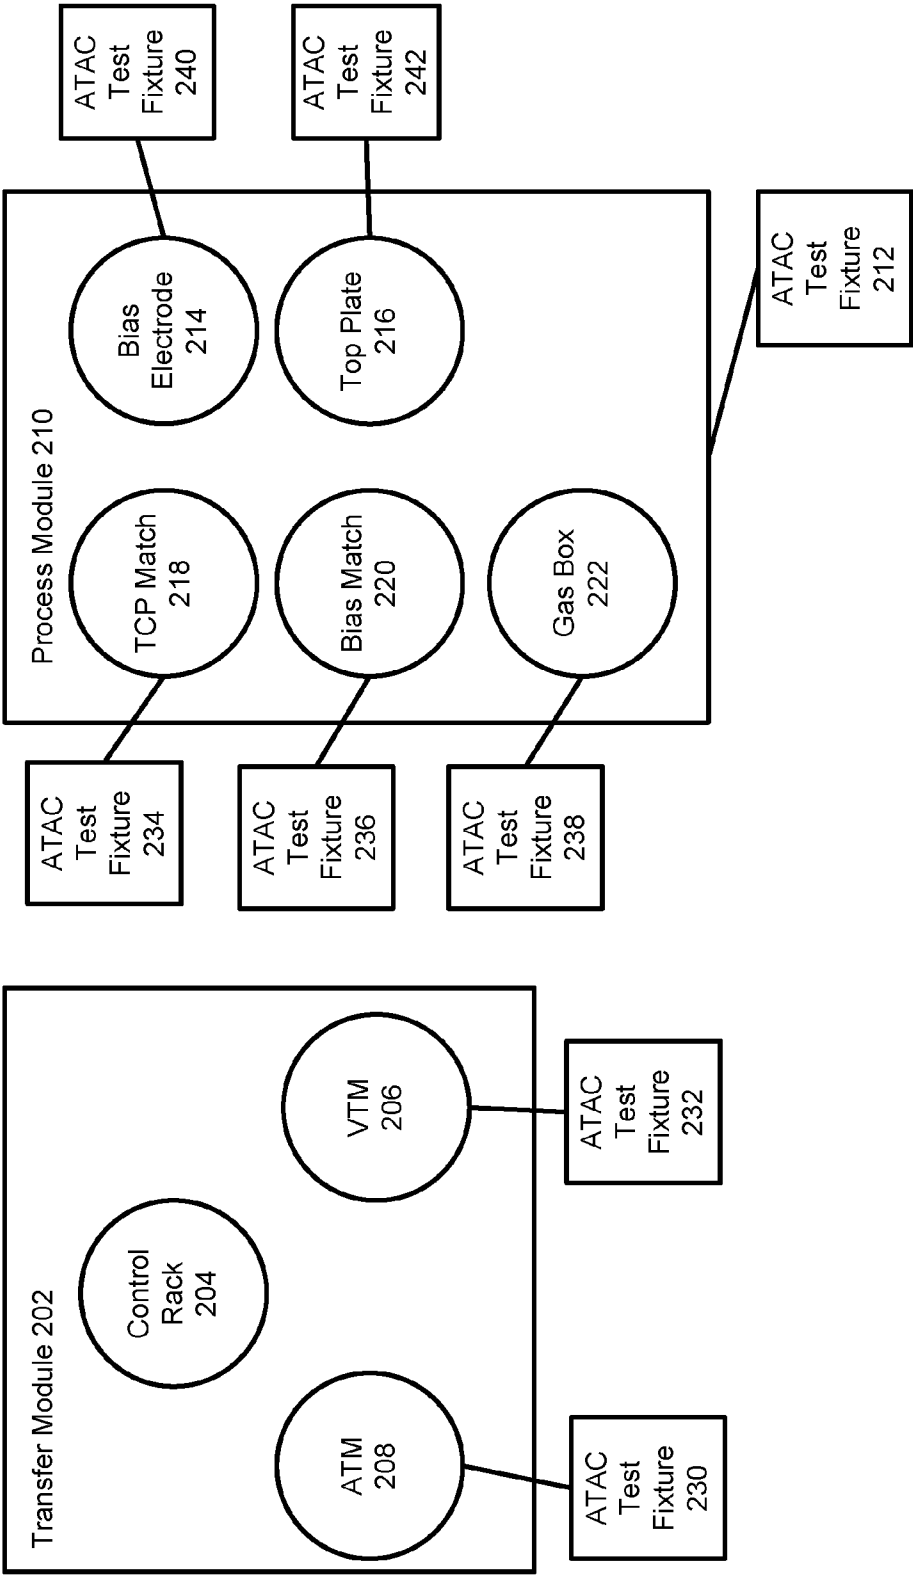 Transfer Module 202
Control
Rack
204
ATM
208
VTM
206
ATAC
Test
Fixture
230
ATAC
Test
Fixture
232
Process Module 210
TCP Match
218
Bias
Electrode
214
Bias Match
220
Top Plate
216
Gas Box
222
ATAC
Test
Fixture
234
ATAC
Test
Fixture
236
ATAC
Test
Fixture
238
ATAC
Test
Fixture
240
ATAC
Test
Fixture
242
ATAC
Test
Fixture
212